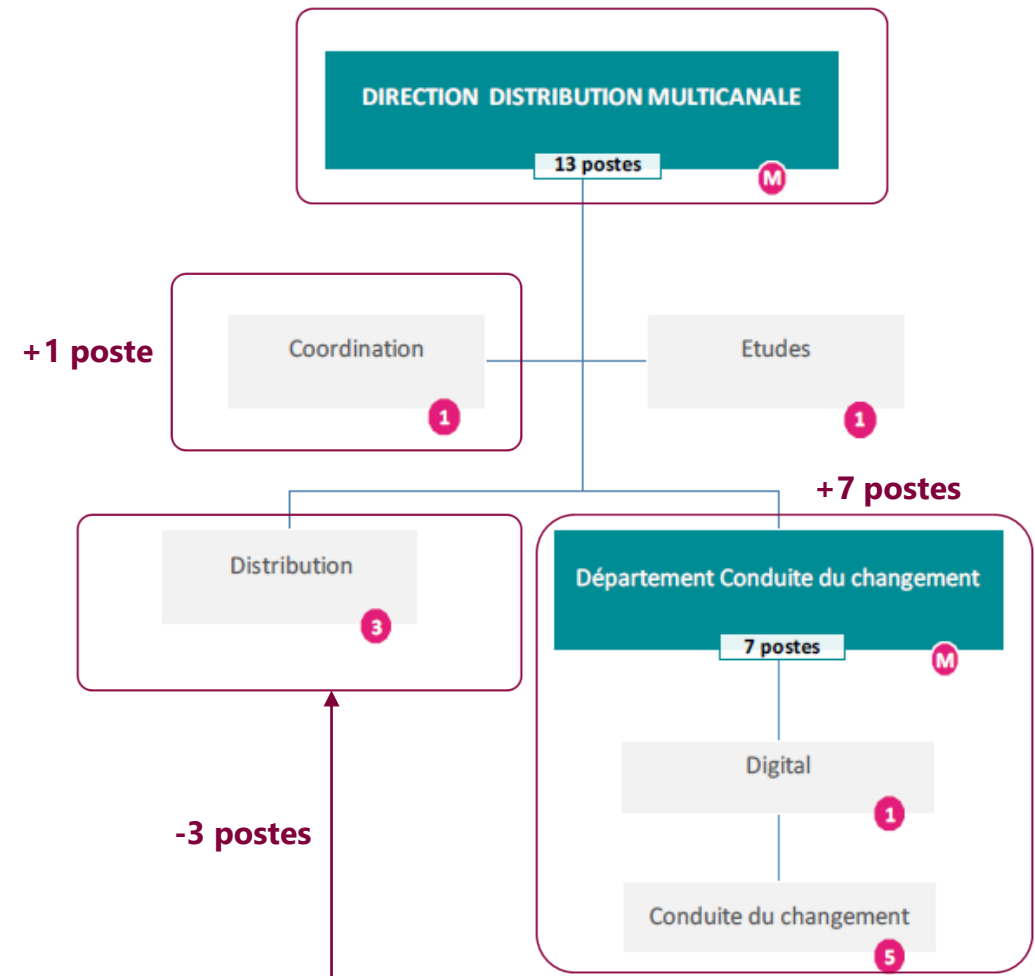 DIRECTION DISTRIBUTION MULTICANALE
13 postes
M
+1 poste
Coordination
1
Etudes
1
+7 postes
Distribution
3
Département Conduite du changement
7 postes
M
-3 postes
Digital
1
Conduite du changement
5